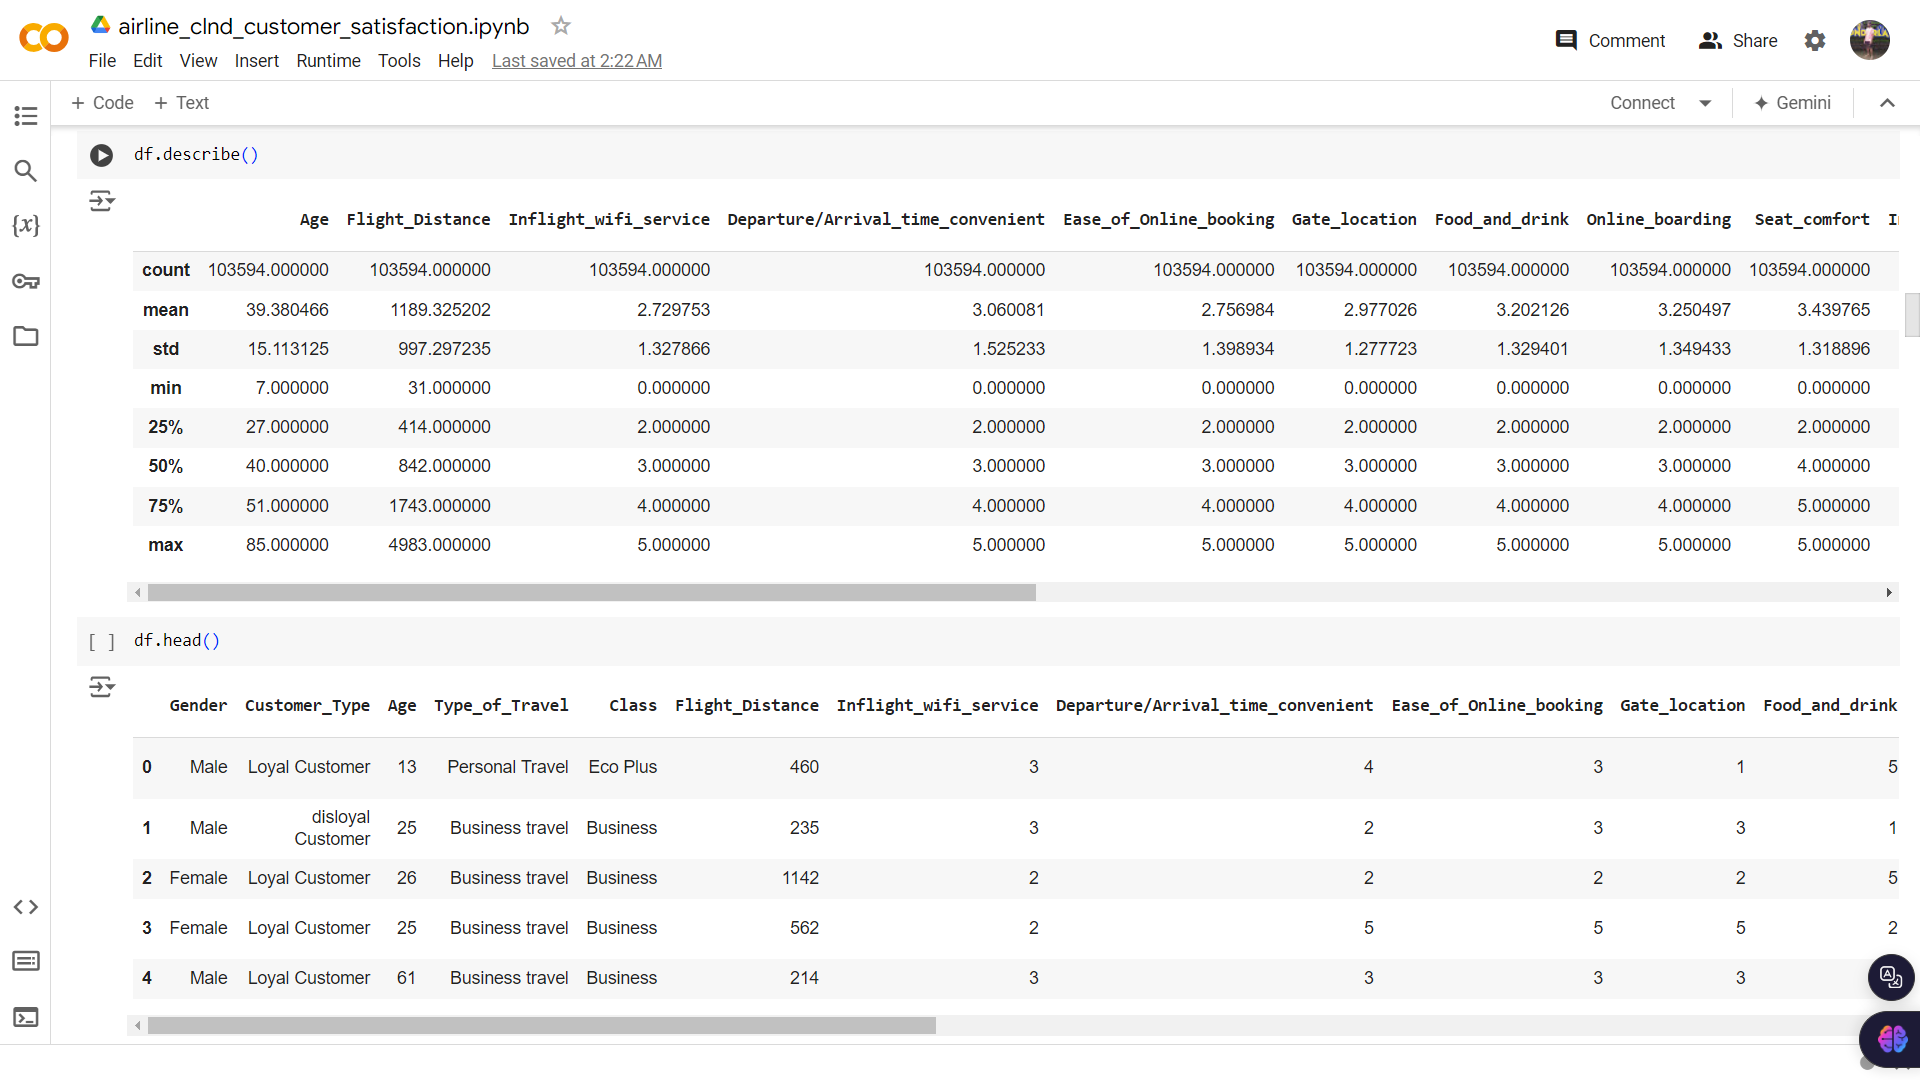 airline_clnd_customer_satisfaction.ipynb
File Edit View Insert Runtime Tools Help Last saved at 2:22 AM
Comment Share
+ Code + Text
Connect Gemini
df.describe()
Age Flight_Distance Inflight_wifi_service Departure/Arrival_time_convenient Ease_of_Online_booking Gate_location Food_and_drink Online_boarding Seat_comfort
count 103594.000000 103594.000000 103594.000000 103594.000000 103594.000000 103594.000000 103594.000000 103594.000000 103594.000000
mean 39.380466 1189.325202 2.729753 3.060081 2.756984 2.977026 3.202126 3.250497 3.439765
std 15.113125 997.297235 1.327866 1.525233 1.398934 1.277723 1.329401 1.349433 1.318896
min 7.000000 31.000000 0.000000 0.000000 0.000000 0.000000 0.000000 0.000000 0.000000
25% 27.000000 414.000000 2.000000 2.000000 2.000000 2.000000 2.000000 2.000000 2.000000
50% 40.000000 842.000000 3.000000 3.000000 3.000000 3.000000 3.000000 3.000000 4.000000
75% 51.000000 1743.000000 4.000000 4.000000 4.000000 4.000000 4.000000 4.000000 5.000000
max 85.000000 4983.000000 5.000000 5.000000 5.000000 5.000000 5.000000 5.000000 5.000000
[ ] df.head()
Gender Customer_Type Age Type_of_Travel Class Flight_Distance Inflight_wifi_service Departure/Arrival_time_convenient Ease_of_Online_booking Gate_location Food_and_drink
0 Male Loyal Customer 13 Personal Travel Eco Plus 460 3 4 3 1 5
1 Male disloyal Customer 25 Business travel Business 235 3 2 3 3 1
2 Female Loyal Customer 26 Business travel Business 1142 2 2 2 2 5
3 Female Loyal Customer 25 Business travel Business 562 2 5 5 5 2
4 Male Loyal Customer 61 Business travel Business 214 3 3 3 3